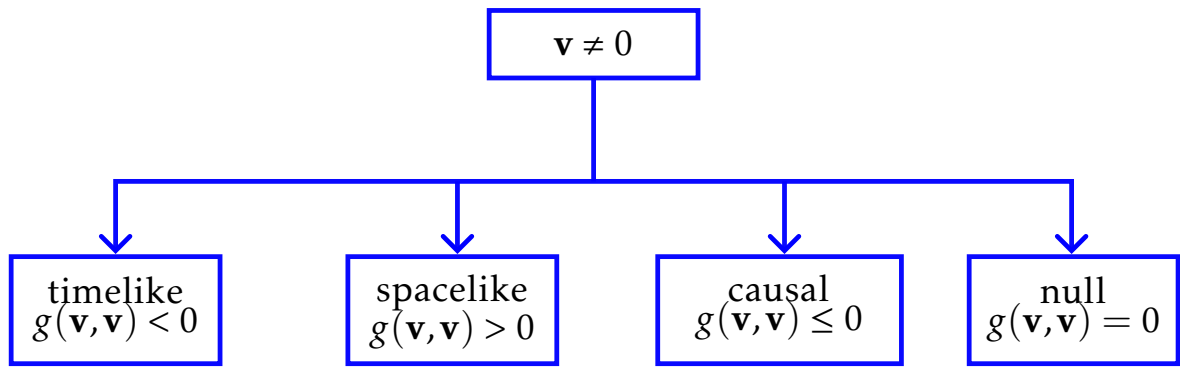 v ≠ 0
timelike
g(v,v) < 0
spacelike
g(v,v) > 0
causal
g(v,v) ≤ 0
null
g(v,v) = 0